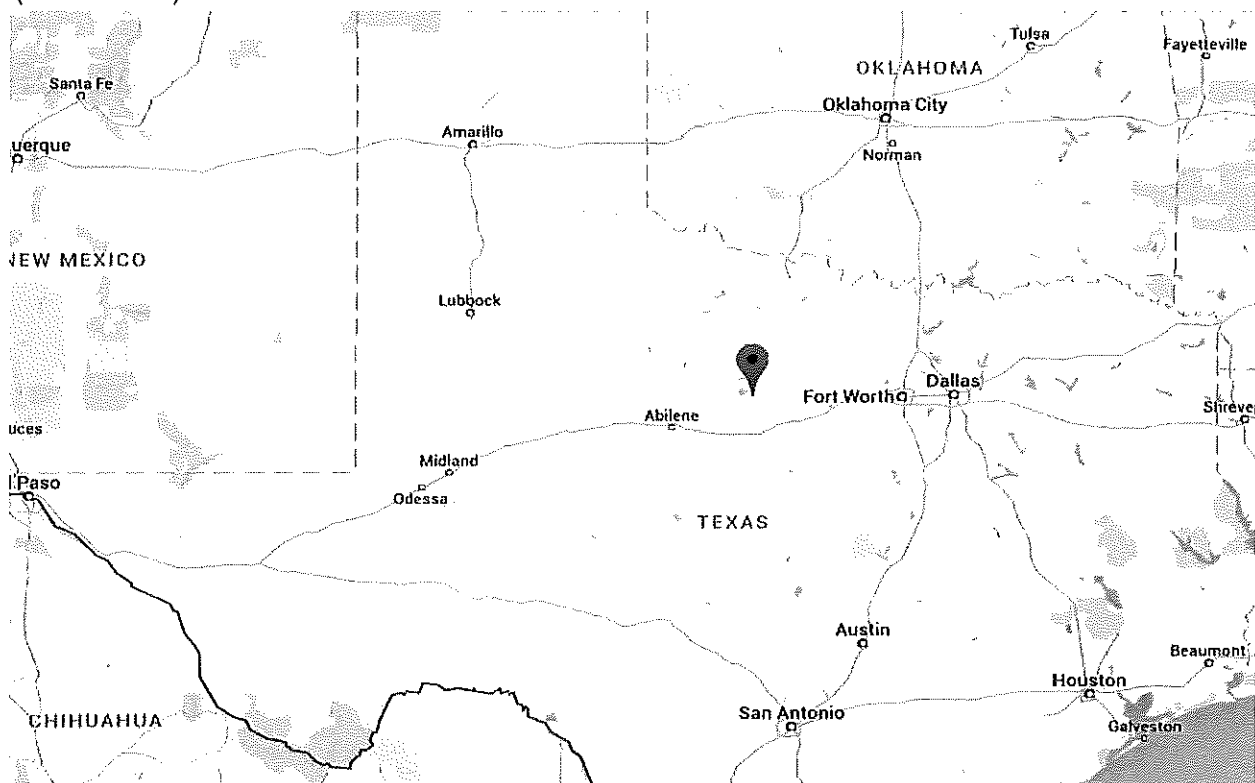 Tulsa
Fayetteville
OKLAHOMA
Santa Fe
Oklahoma City
Amarillo
uerque
Norman
NEW MEXICO
Lubbock
Dallas
Fort Worth
Abilene
Shreve
uces
Midland
l Paso
Odessa
TEXAS
Austin
Beaumont
Houston
CHIHUAHUA
San Antonio
Galveston